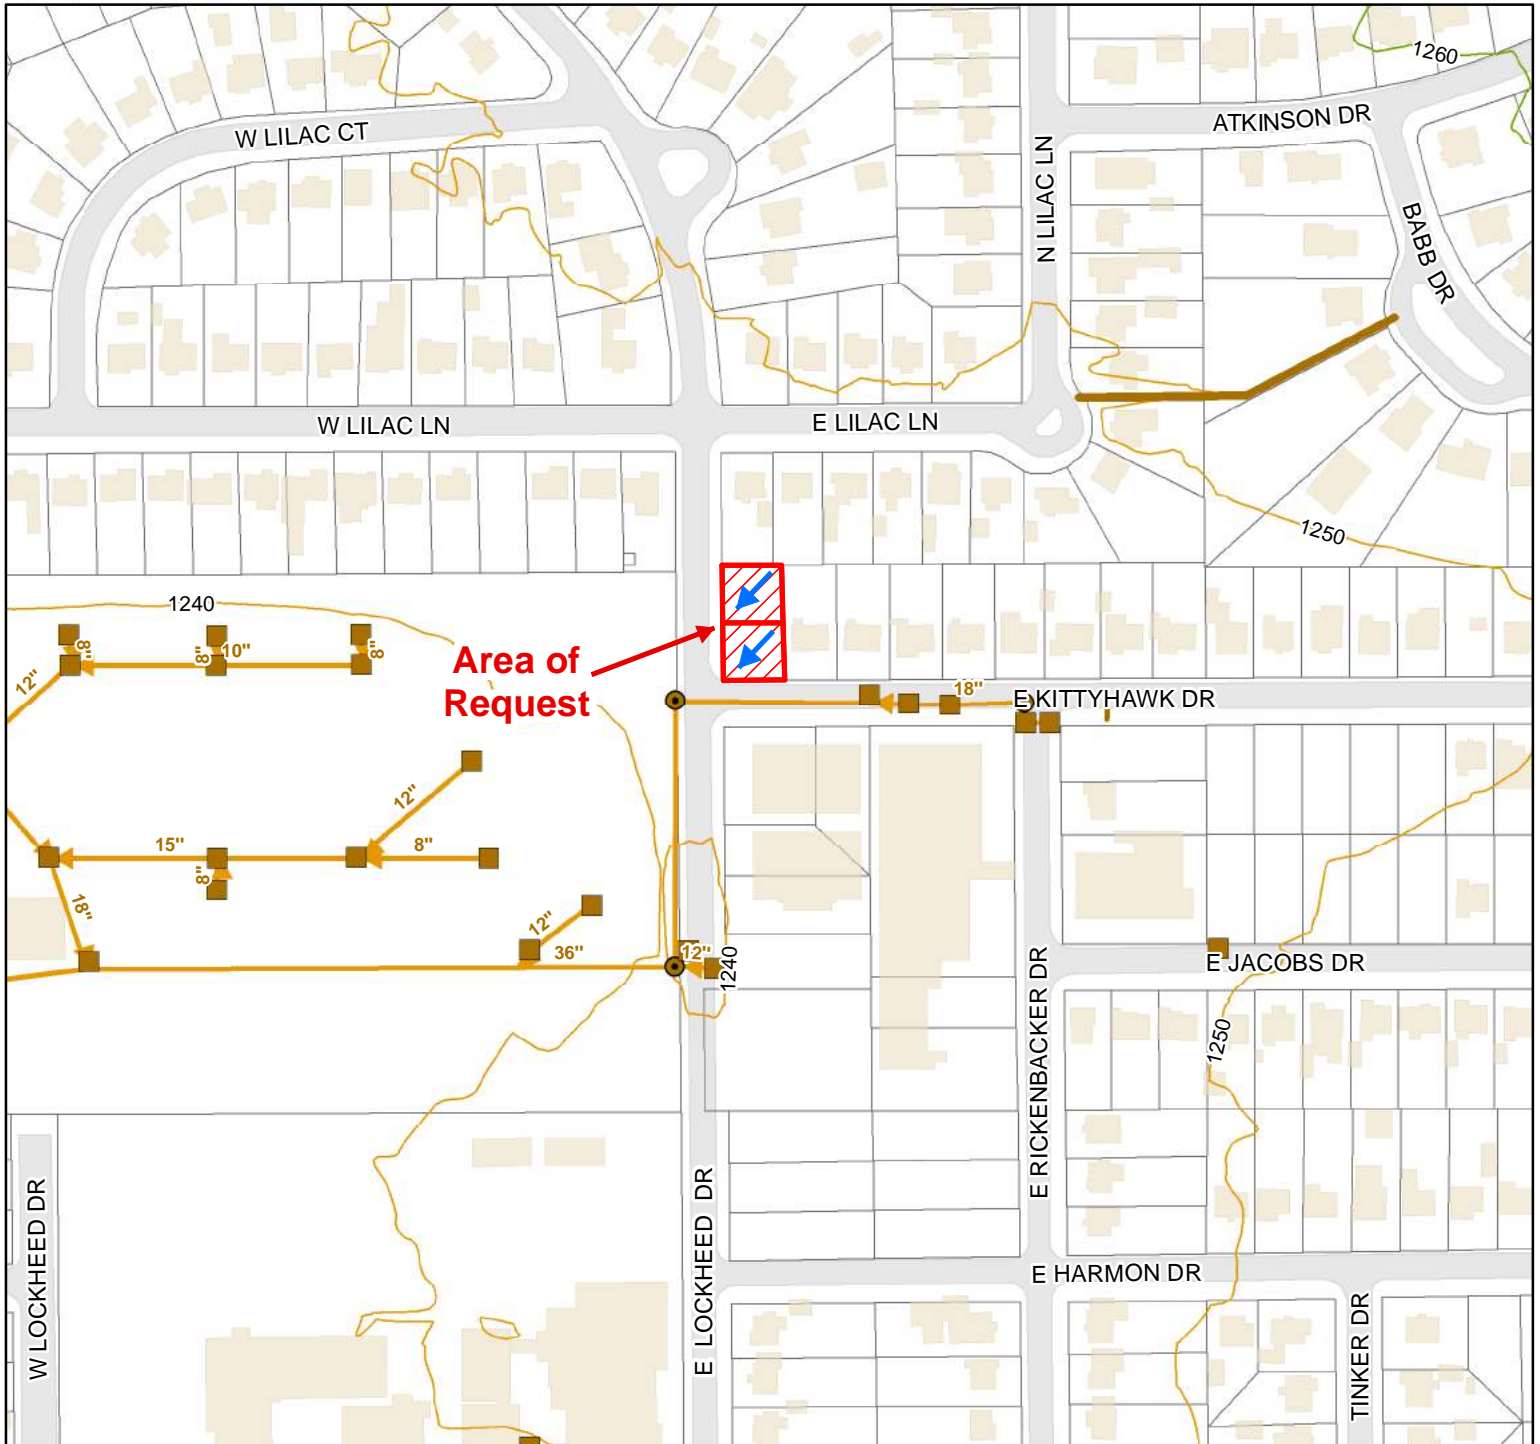 1260
ATKINSON DR
W LILAC CT
N LILAC LN
BABB DR
W LILAC LN
E LILAC LN
1250
1240
8"
8"
10"
8"
12"
Area of
Request
18"
E KITTYHAWK DR
12"
15"
8"
8"
18"
12"
36"
12"
1240
E JACOBS DR
1250
E RICKENBACKER DR
W LOCKHEED DR
E LOCKHEED DR
E HARMON DR
TINKER DR